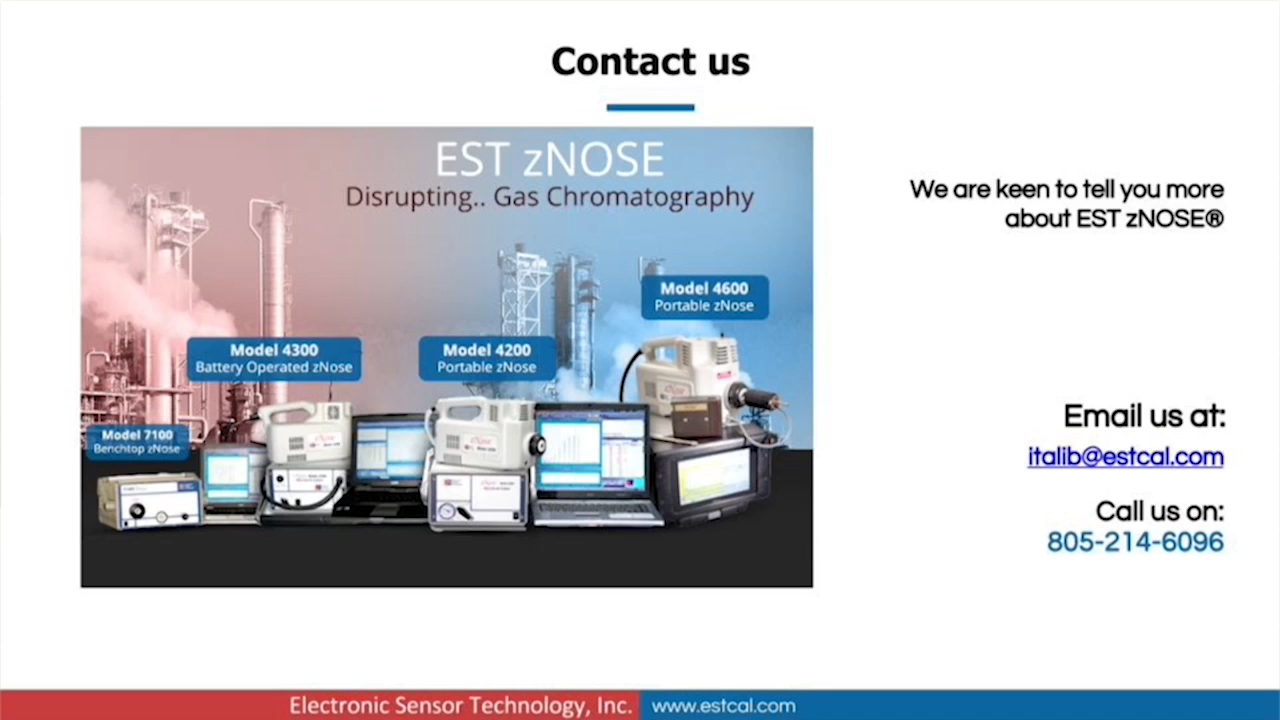 Contact us
EST zNOSE
Disrupting.. Gas Chromatography
We are keen to tell you more
about EST zNOSE®
Model 4600
Portable zNose
Model 4300
Battery Operated zNose
Model 4200
Portable zNose
Model 7100
Benchtop zNose
Email us at:
italib@estcal.com
Call us on:
805-214-6096
Electronic Sensor Technology, Inc.
www.estcal.com